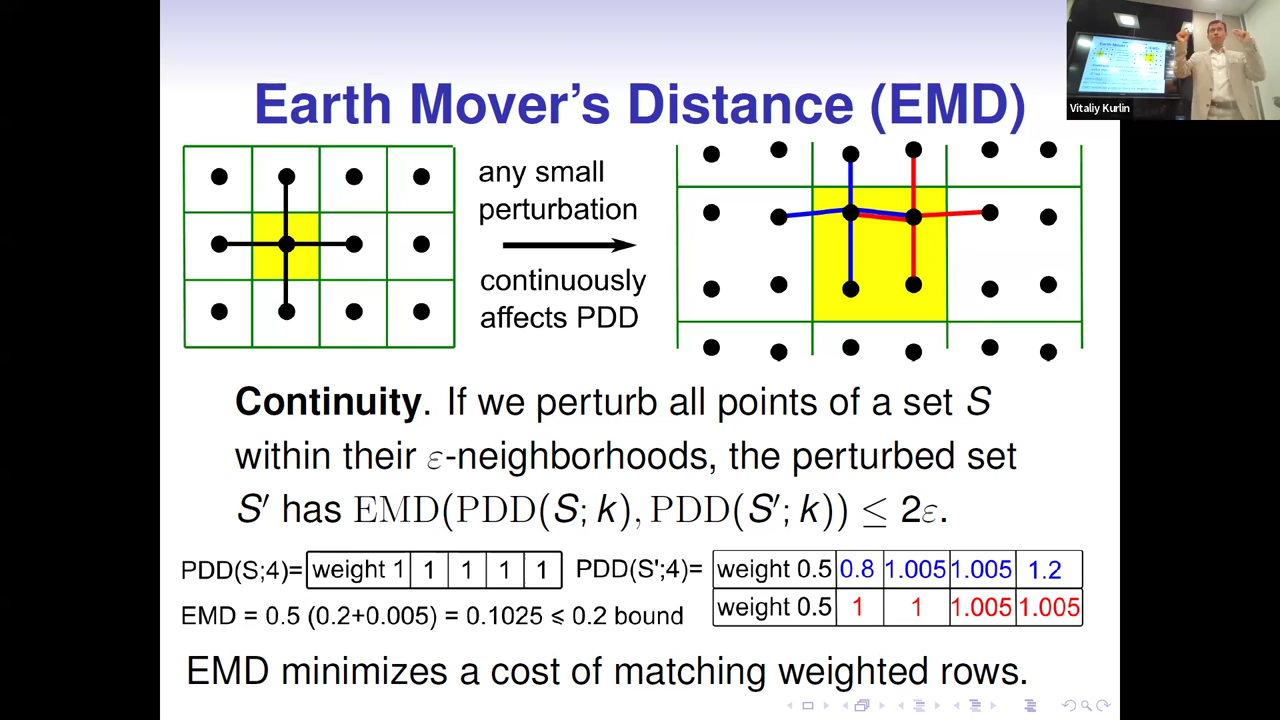 Earth Mover's Distance (EMD)
Vitaliy Kurlin
any small
perturbation
continuously
affects PDD
Continuity. If we perturb all points of a set S
within their ε-neighborhoods, the perturbed set
S′ has EMD(PDD(S; k), PDD(S′; k)) ≤ 2ε.
PDD(S;4)= weight 1 1 1 1 1
PDD(S';4)= weight 0.5 0.8 1.005 1.005 1.2
weight 0.5 1 1 1.005 1.005
EMD = 0.5 (0.2+0.005) = 0.1025 ⩽ 0.2 bound
EMD minimizes a cost of matching weighted rows.